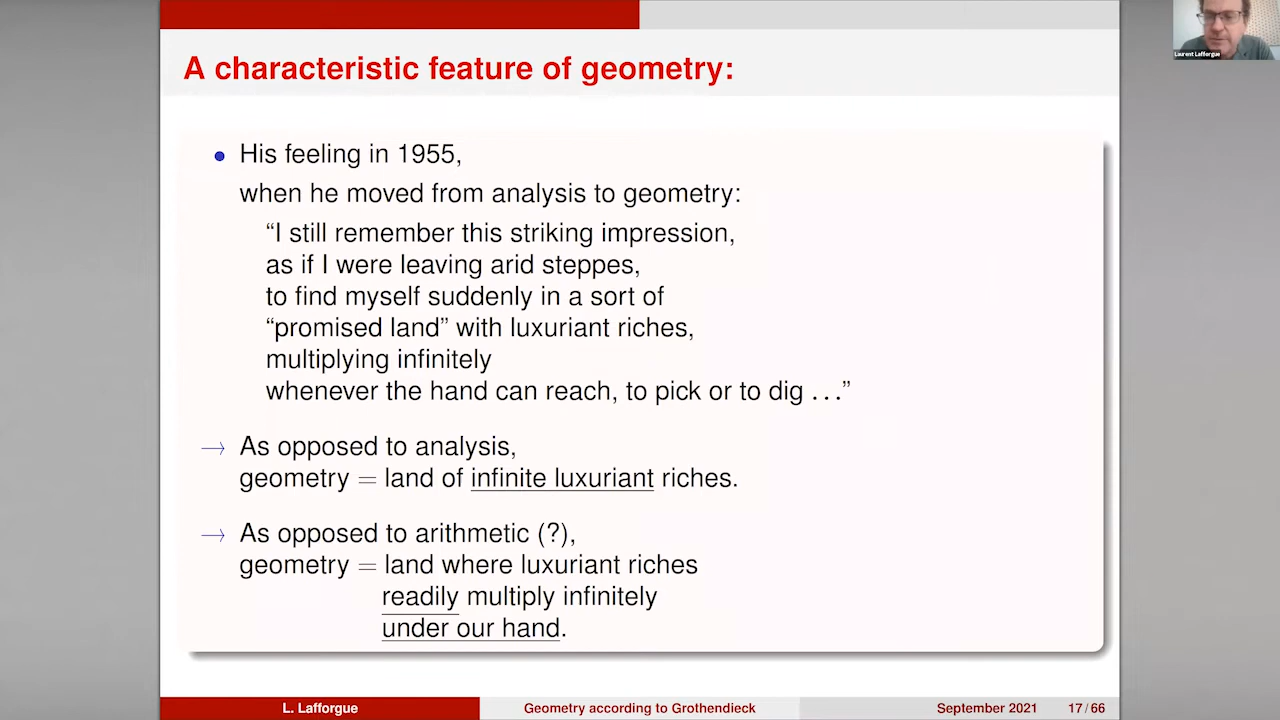 Laurent Lafforgue
A characteristic feature of geometry:
• His feeling in 1955,
when he moved from analysis to geometry:
“I still remember this striking impression,
as if I were leaving arid steppes,
to find myself suddenly in a sort of
“promised land” with luxuriant riches,
multiplying infinitely
whenever the hand can reach, to pick or to dig . . .”
→ As opposed to analysis,
geometry = land of infinite luxuriant riches.
→ As opposed to arithmetic (?),
geometry = land where luxuriant riches
readily multiply infinitely
under our hand.
L. Lafforgue Geometry according to Grothendieck September 2021 17 / 66